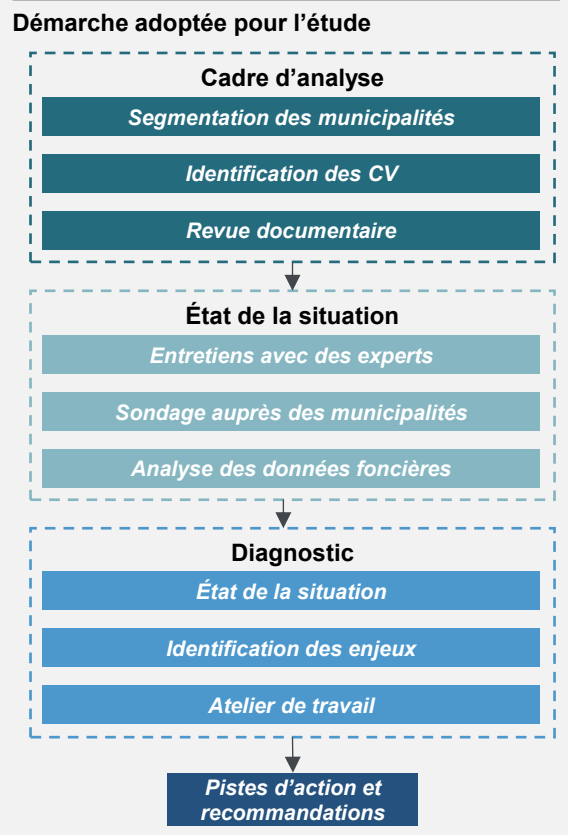 Démarche adoptée pour l'étude
Cadre d'analyse
Segmentation des municipalités
Identification des CV
Revue documentaire
État de la situation
Entretiens avec des experts
Sondage auprès des municipalités
Analyse des données foncières
Diagnostic
État de la situation
Identification des enjeux
Atelier de travail
Pistes d'action et
recommandations